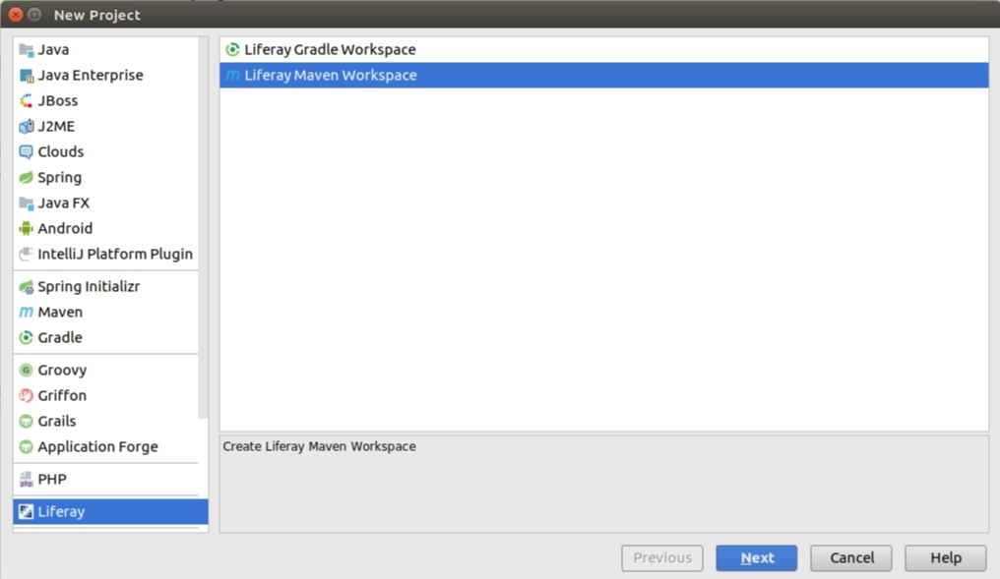 New Project
Java
Java Enterprise
JBoss
J2ME
Clouds
Spring
Java FX
Android
IntelliJ Platform Plugin
Spring Initializr
Maven
Gradle
Groovy
Griffon
Grails
Application Forge
PHP
Liferay
Liferay Gradle Workspace
Liferay Maven Workspace
Create Liferay Maven Workspace
Previous
Next
Cancel
Help